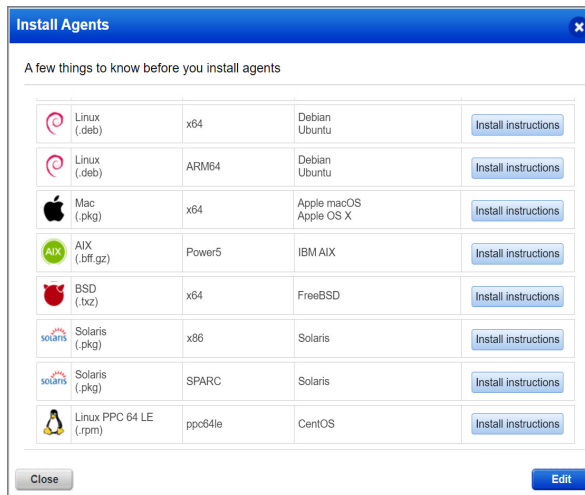 Install Agents
A few things to know before you install agents
Linux
(.deb)
x64
Debian
Ubuntu
Install instructions
Linux
(.deb)
ARM64
Debian
Ubuntu
Install instructions
Mac
(.pkg)
x64
Apple macOS
Apple OS X
Install instructions
AIX
AIX
(.bff.gz)
Power5
IBM AIX
Install instructions
BSD
(.txz)
x64
FreeBSD
Install instructions
solaris
Solaris
(.pkg)
x86
Solaris
Install instructions
solaris
Solaris
(.pkg)
SPARC
Solaris
Install instructions
Linux PPC 64 LE
(.rpm)
ppc64le
CentOS
Install instructions
Close
Edit